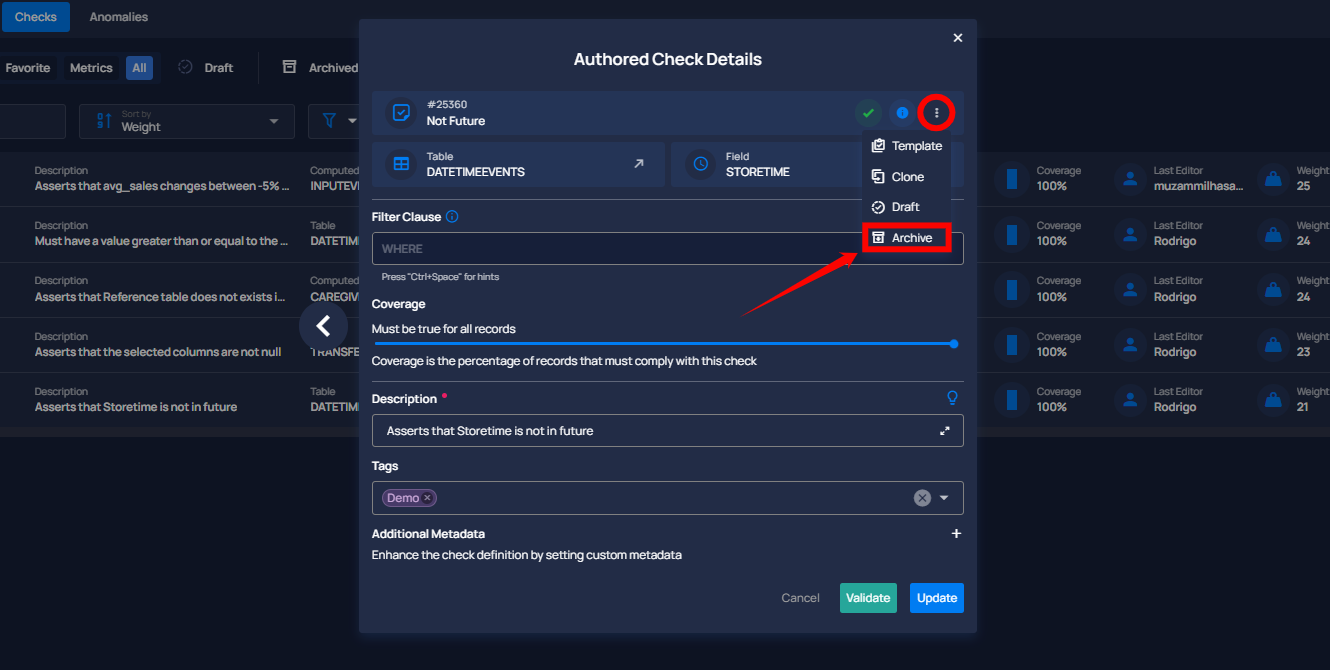 Checks
Anomalies
Favorite
Metrics
All
Draft
Archived
Sort by
Weight
Description
Asserts that avg_sales changes between -5% ...
Computed
INPUTEV
Description
Must have a value greater than or equal to the ...
Table
DATETIM
Description
Asserts that Reference table does not exists i...
Computed
CAREGIV
Description
Asserts that the selected columns are not null
TRANSFE
Description
Asserts that Storetime is not in future
Table
DATETIM
Authored Check Details
#25360
Not Future
Table
DATETIMEEVENTS
Field
STORETIME
Template
Clone
Draft
Archive
Filter Clause
WHERE
Press "Ctrl+Space" for hints
Coverage
Must be true for all records
Coverage is the percentage of records that must comply with this check
Description *
Asserts that Storetime is not in future
Tags
Demo
Additional Metadata
Enhance the check definition by setting custom metadata
Cancel
Validate
Update
Coverage
100%
Last Editor
muzammilhasa...
Weight
25
Coverage
100%
Last Editor
Rodrigo
Weight
24
Coverage
100%
Last Editor
Rodrigo
Weight
24
Coverage
100%
Last Editor
Rodrigo
Weight
23
Coverage
100%
Last Editor
Rodrigo
Weight
21